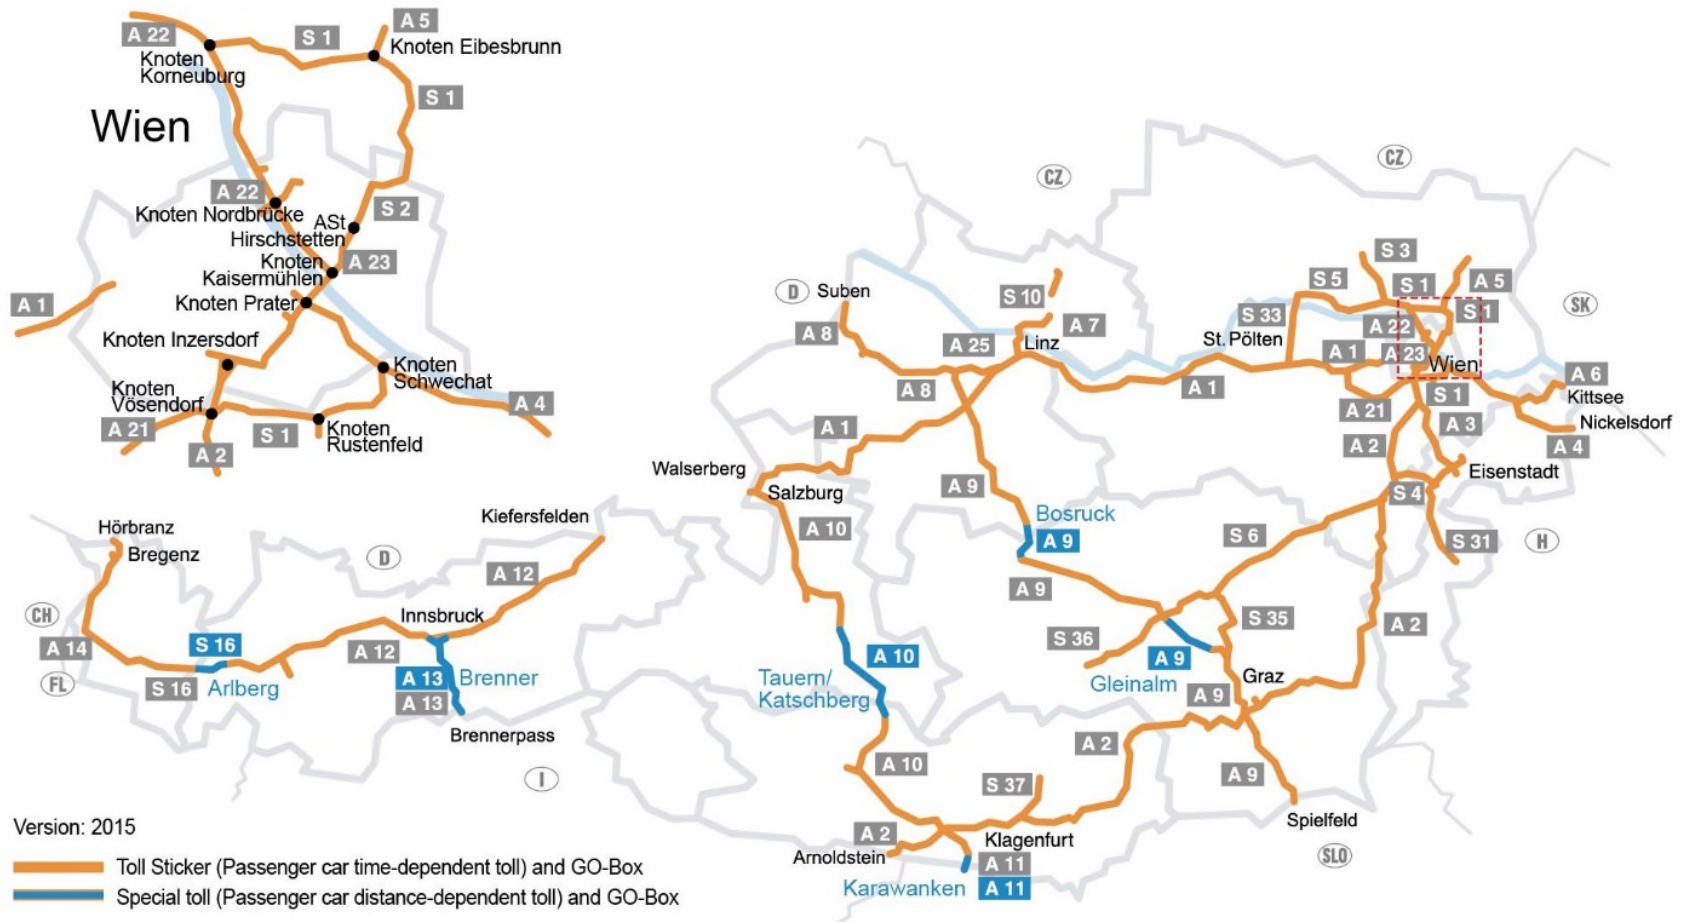 A 22
S 1
A 5
Knoten Eibesbrunn
Knoten
Korneuburg
S 1
Wien
A 22
Knoten Nordbrücke
S 2
ASt
Hirschstetten
Knoten
Kaisermühlen
A 23
A 1
Knoten Prater
Knoten Inzersdorf
Knoten
Schwechat
Knoten
Vösendorf
A 4
A 21
S 1
Knoten
Rustenfeld
A 2
CZ
CZ
D
Suben
S 3
S 5
S 1
A 5
S 10
S 33
S 1
SK
A 8
A 7
A 22
A 25
Linz
St. Pölten
A 1
A 23
Wien
A 8
A 1
S 1
A 6
Kittsee
A 21
A 3
Nickelsdorf
A 1
A 2
A 4
Walserberg
Eisenstadt
Salzburg
A 9
S 4
A 10
Bosruck
A 9
S 6
S 31
H
Hörbranz
Bregenz
Kiefersfelden
D
A 12
A 9
CH
Innsbruck
S 35
A 14
S 16
A 12
S 36
A 2
FL
S 16
Arlberg
A 13
Brenner
A 13
Brennerpass
Tauern/
Katschberg
A 10
A 9
Gleinalm
A 9
Graz
I
A 10
A 2
A 9
S 37
Spielfeld
A 2
Klagenfurt
Arnoldstein
A 11
Karawanken
A 11
SLO
Version: 2015
Toll Sticker (Passenger car time-dependent toll) and GO-Box
Special toll (Passenger car distance-dependent toll) and GO-Box